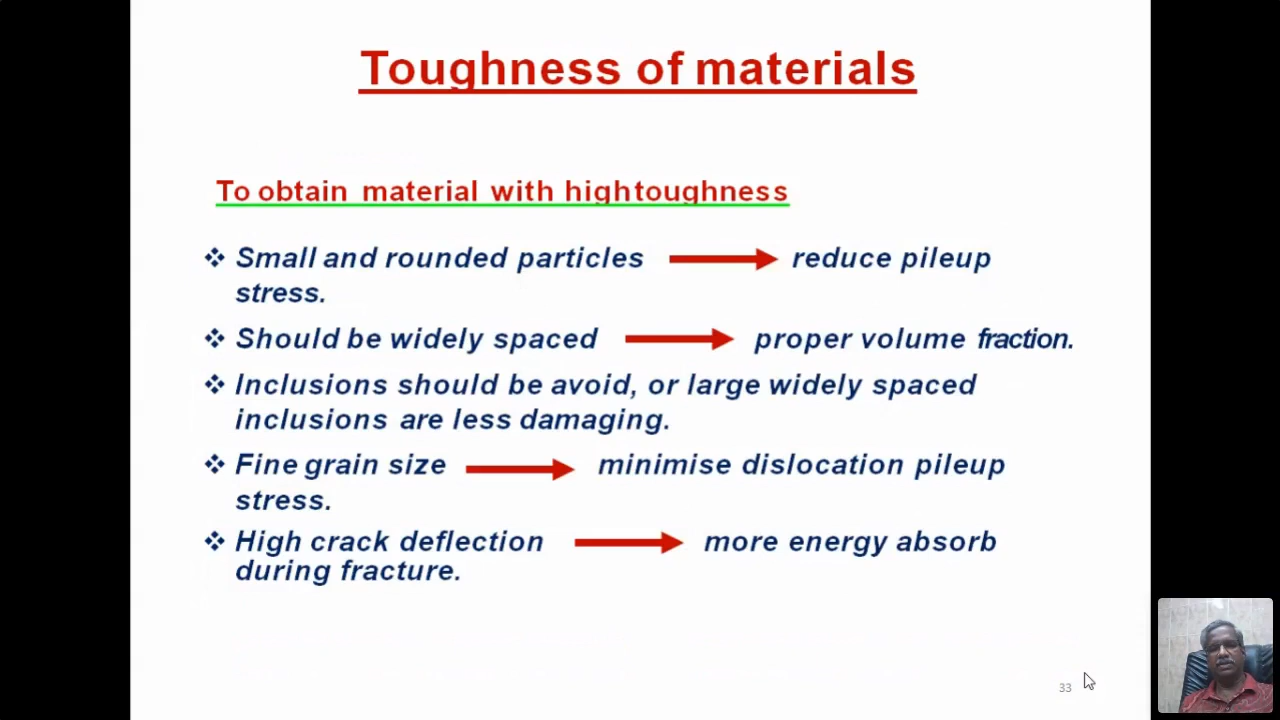 Toughness of materials
To obtain material with hightoughness
❖ Small and rounded particles → reduce pileup
stress.
❖ Should be widely spaced → proper volume fraction.
❖ Inclusions should be avoid, or large widely spaced
inclusions are less damaging.
❖ Fine grain size → minimise dislocation pileup
stress.
❖ High crack deflection → more energy absorb
during fracture.
33